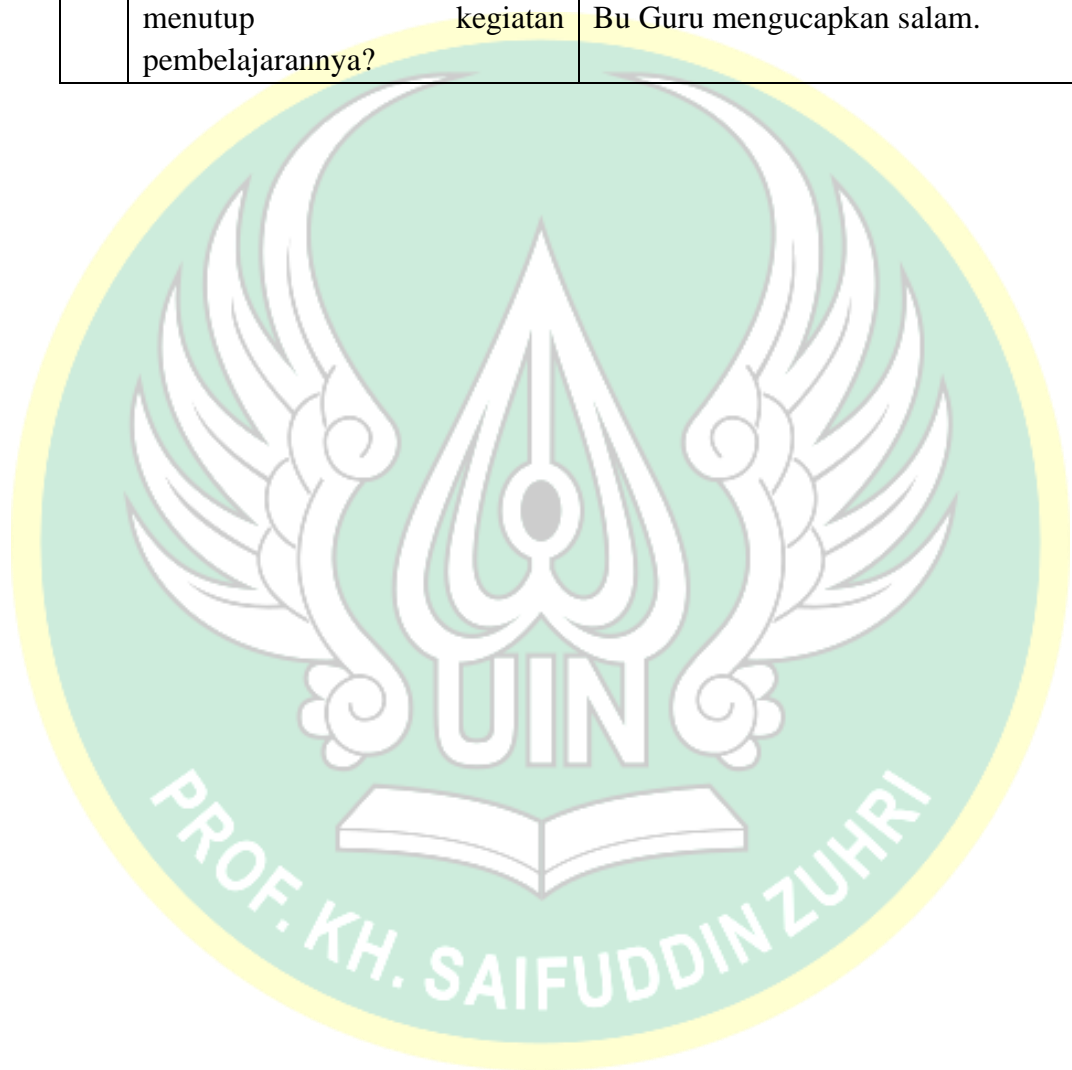 menutup kegiatan Bu Guru mengucapkan salam.
pembelajarannya?
UIN
PROF. KH. SAIFUDDIN ZUHRI